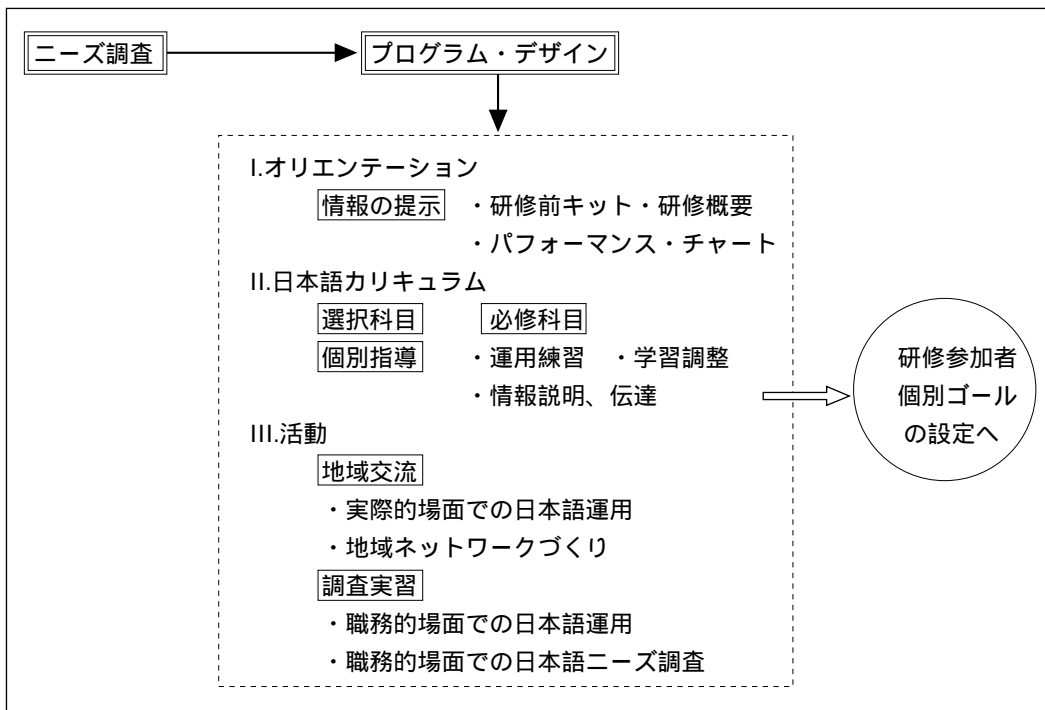 ニーズ調査 プログラム・デザイン
I.オリエンテーション
情報の提示 ・研修前キット・研修概要
・パフォーマンス・チャート
II.日本語カリキュラム
選択科目 必修科目
個別指導 ・運用練習 ・学習調整
・情報説明、伝達
III.活動
地域交流
・実際的場面での日本語運用
・地域ネットワークづくり
調査実習
・職務的場面での日本語運用
・職務的場面での日本語ニーズ調査
研修参加者
個別ゴール
の設定へ